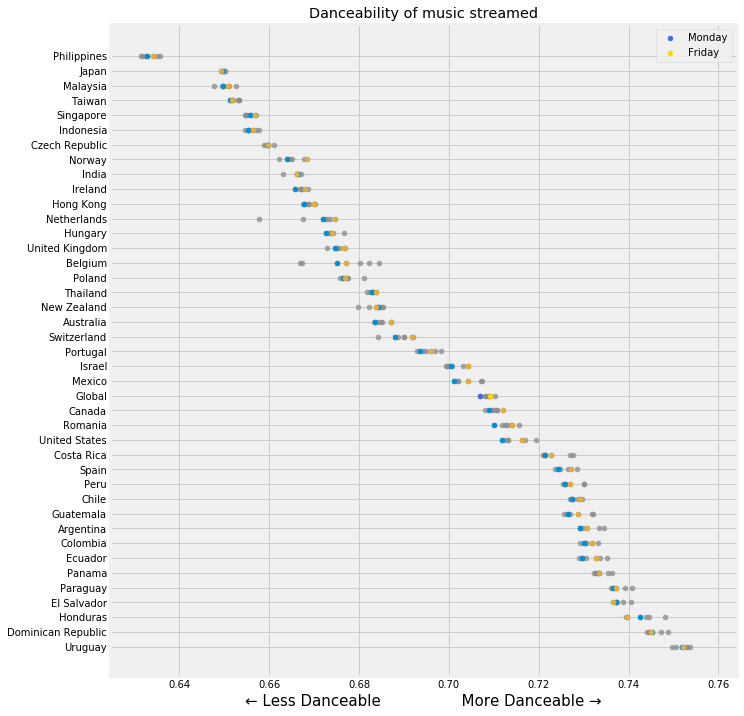 Danceability of music streamed
Monday
Friday
Philippines
Japan
Malaysia
Taiwan
Singapore
Indonesia
Czech Republic
Norway
India
Ireland
Hong Kong
Netherlands
Hungary
United Kingdom
Belgium
Poland
Thailand
New Zealand
Australia
Switzerland
Portugal
Israel
Mexico
Global
Canada
Romania
United States
Costa Rica
Spain
Peru
Chile
Guatemala
Argentina
Colombia
Ecuador
Panama
Paraguay
El Salvador
Honduras
Dominican Republic
Uruguay
0.64 0.66 0.68 0.70 0.72 0.74 0.76
← Less Danceable More Danceable →